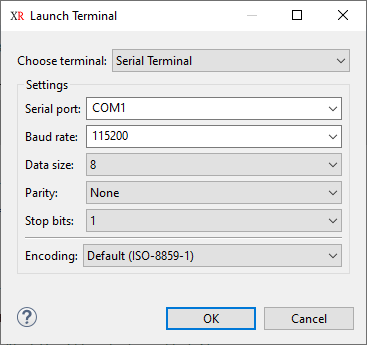 XR Launch Terminal
Choose terminal: Serial Terminal
Settings
Serial port: COM1
Baud rate: 115200
Data size: 8
Parity: None
Stop bits: 1
Encoding: Default (ISO-8859-1)
? OK Cancel